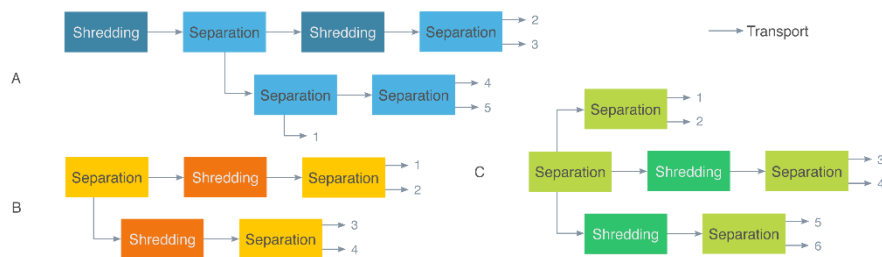 Shredding Separation Shredding Separation 2
3
Transport
A
Separation Separation 4
5
1
Separation 1
2
Separation Shredding Separation 1
2
C Separation Shredding Separation 3
4
B
Shredding Separation 3
4
Shredding Separation 5
6